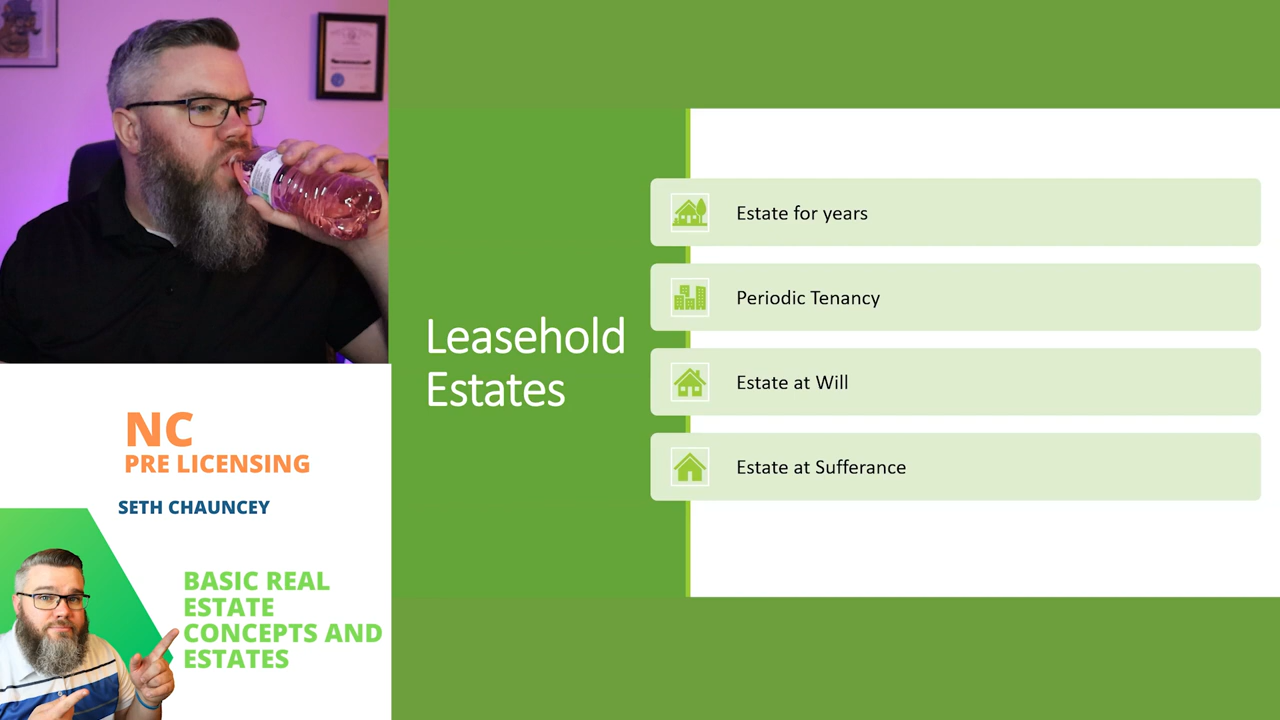 NC
PRE LICENSING
SETH CHAUNCEY
BASIC REAL
ESTATE
CONCEPTS AND
ESTATES
Leasehold
Estates
Estate for years
Periodic Tenancy
Estate at Will
Estate at Sufferance